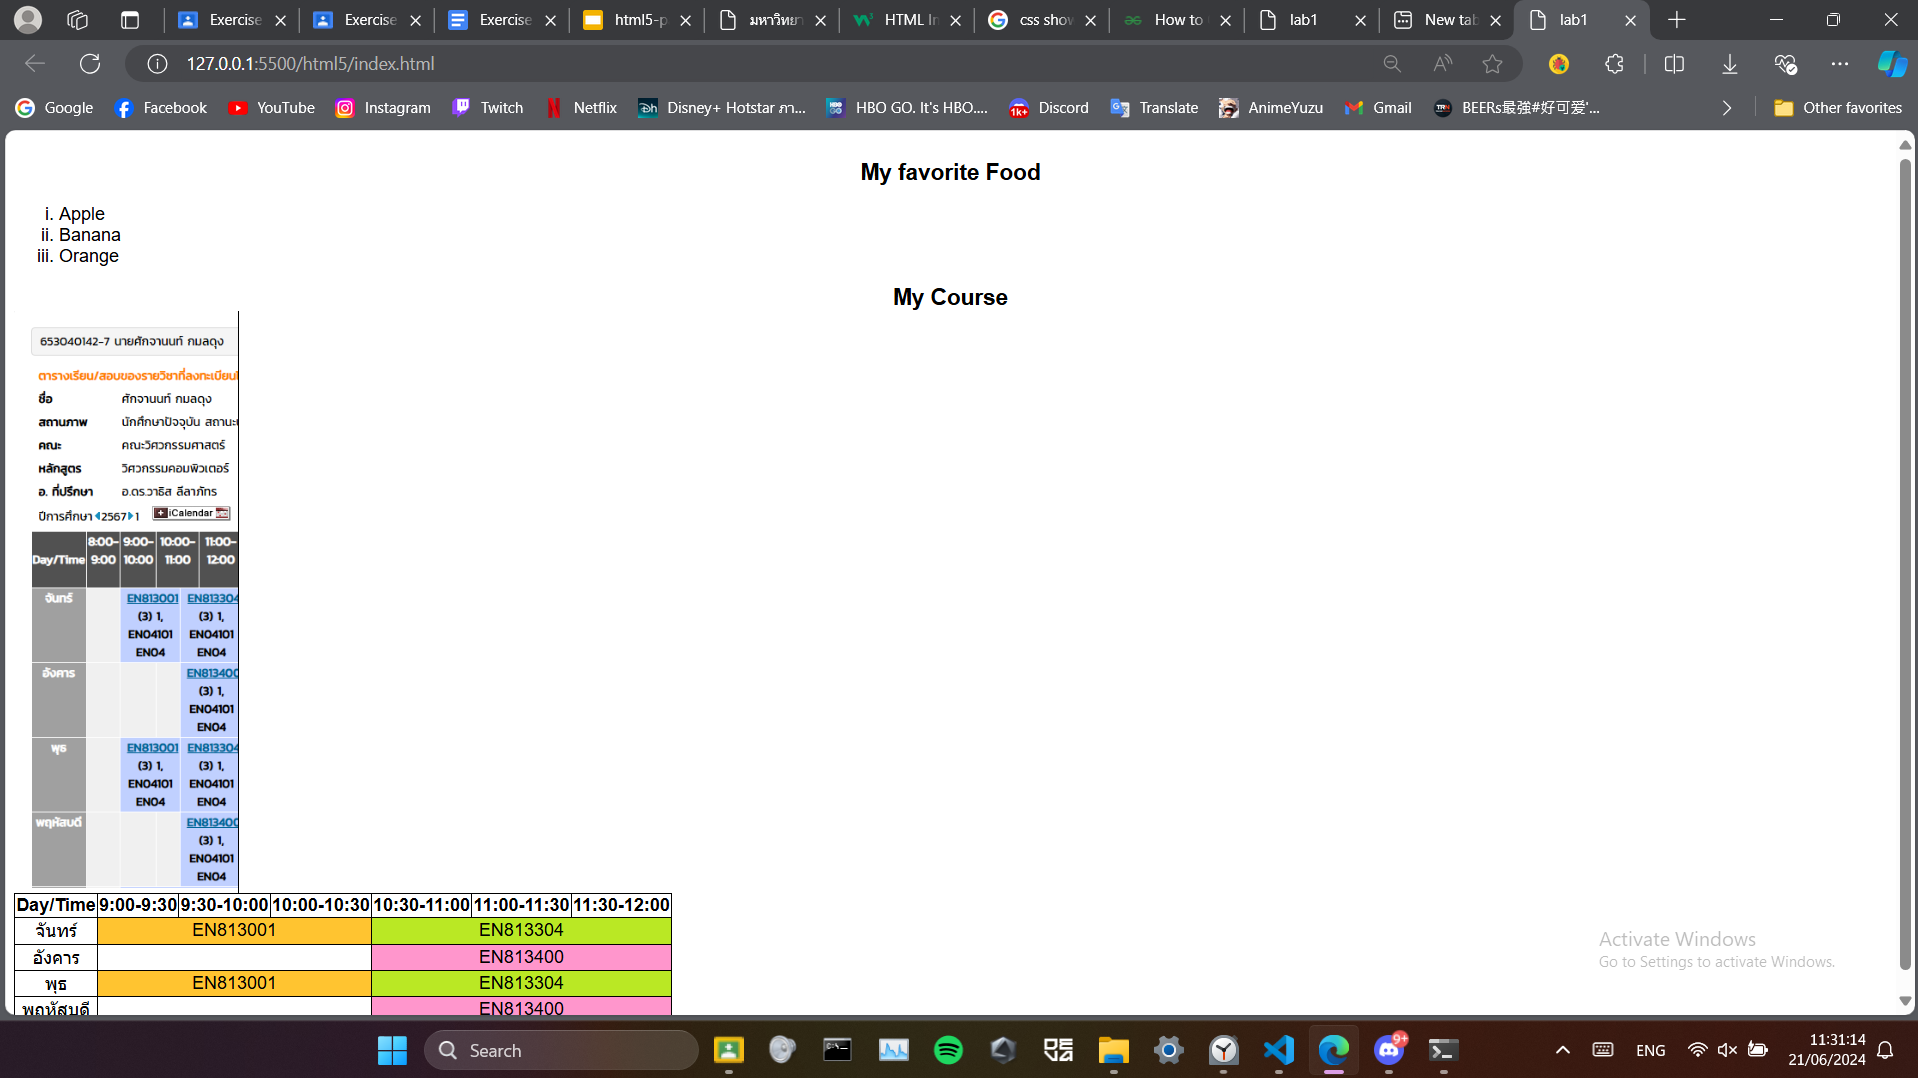 Exercise
Exercise
Exercise
html5-p
มหาวิทยา
HTML In
css show
How to
lab1
New tab
lab1
127.0.0.1:5500/html5/index.html
Google
Facebook
YouTube
Instagram
Twitch
Netflix
Disney+ Hotstar ภา...
HBO GO. It's HBO....
Discord
Translate
AnimeYuzu
Gmail
BEERs最強#好可爱'...
Other favorites
My favorite Food
i. Apple
ii. Banana
iii. Orange
My Course
653040142-7 นายศักจานนท์ กมลดุง
ตารางเรียน/สอบของรายวิชาที่ลงทะเบียน
ชื่อ ศักจานนท์ กมลดุง
สถานภาพ นักศึกษาปัจจุบัน สถานะ
คณะ คณะวิศวกรรมศาสตร์
หลักสูตร วิศวกรรมคอมพิวเตอร์
อ. ที่ปรึกษา อ.ดร.วาธิส ลีลาภัทร
ปีการศึกษา 2567 1 iCalendar
Day/Time 8:00-9:00 9:00-10:00 10:00-11:00 11:00-12:00
จันทร์ EN813001 EN813304
(3) 1, (3) 1,
EN04101 EN04101
EN04 EN04
อังคาร EN813400
(3) 1,
EN04101
EN04
พุธ EN813001 EN813304
(3) 1, (3) 1,
EN04101 EN04101
EN04 EN04
พฤหัสบดี EN813400
(3) 1,
EN04101
EN04
Day/Time 9:00-9:30 9:30-10:00 10:00-10:30 10:30-11:00 11:00-11:30 11:30-12:00
จันทร์ EN813001 EN813304
อังคาร EN813400
พุธ EN813001 EN813304
พฤหัสบดี EN813400
Activate Windows
Go to Settings to activate Windows.
Search
9+
ENG
11:31:14
21/06/2024